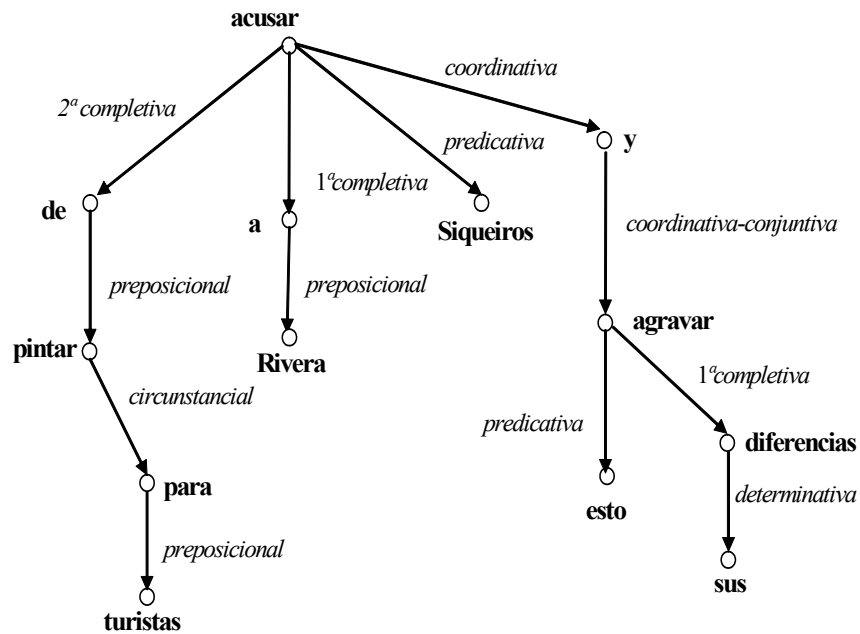 acusar
coordinativa
2ª completiva
predicativa
y
1ªcompletiva
de
a
Siqueiros
coordinativa-conjuntiva
preposicional
preposicional
agravar
pintar
Rivera
1ªcompletiva
circunstancial
predicativa
diferencias
para
determinativa
esto
preposicional
sus
turistas